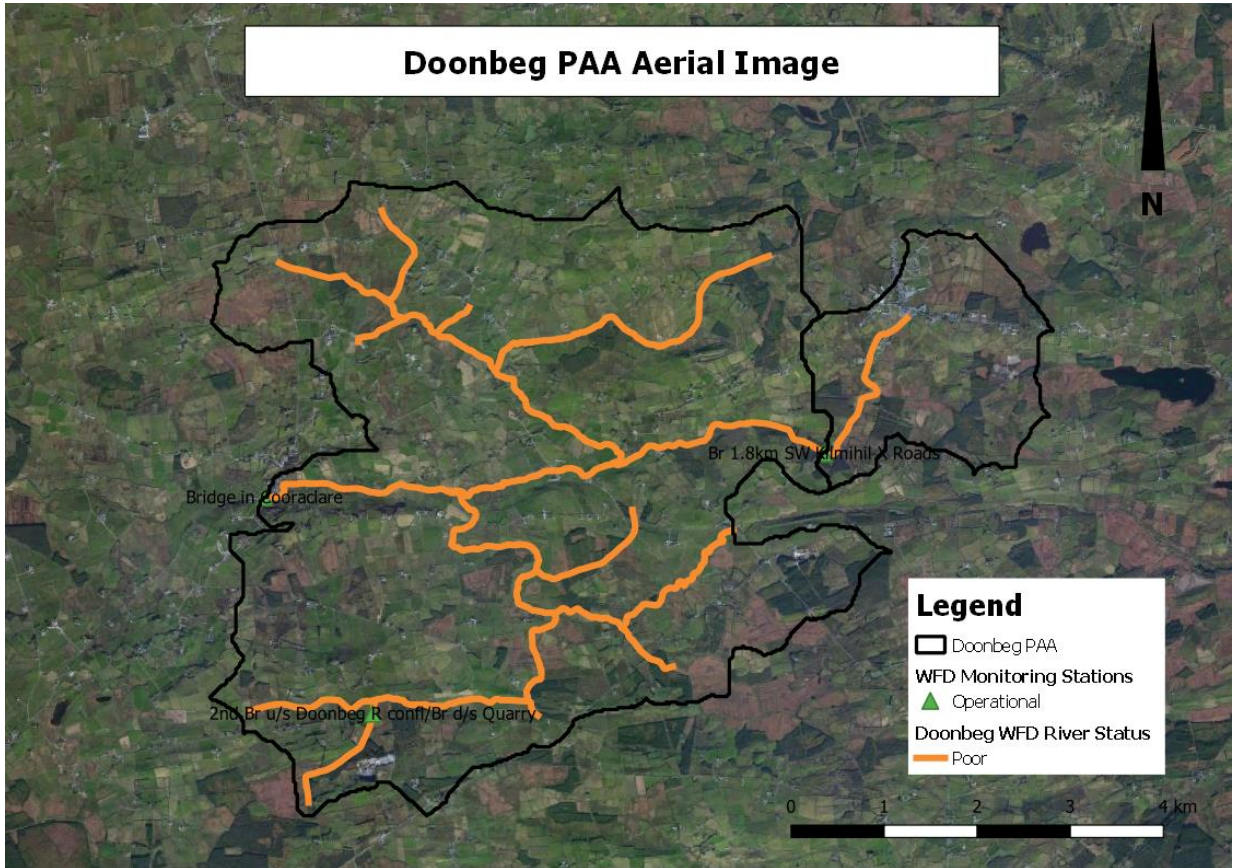 Doonbeg PAA Aerial Image
N
Br 1.8km SW Kilmihil X Roads
Bridge in Cooraclare
2nd Br u/s Doonbeg R confl/Br d/s Quarry
Legend
Doonbeg PAA
WFD Monitoring Stations
Operational
Doonbeg WFD River Status
Poor
0 1 2 3 4 km